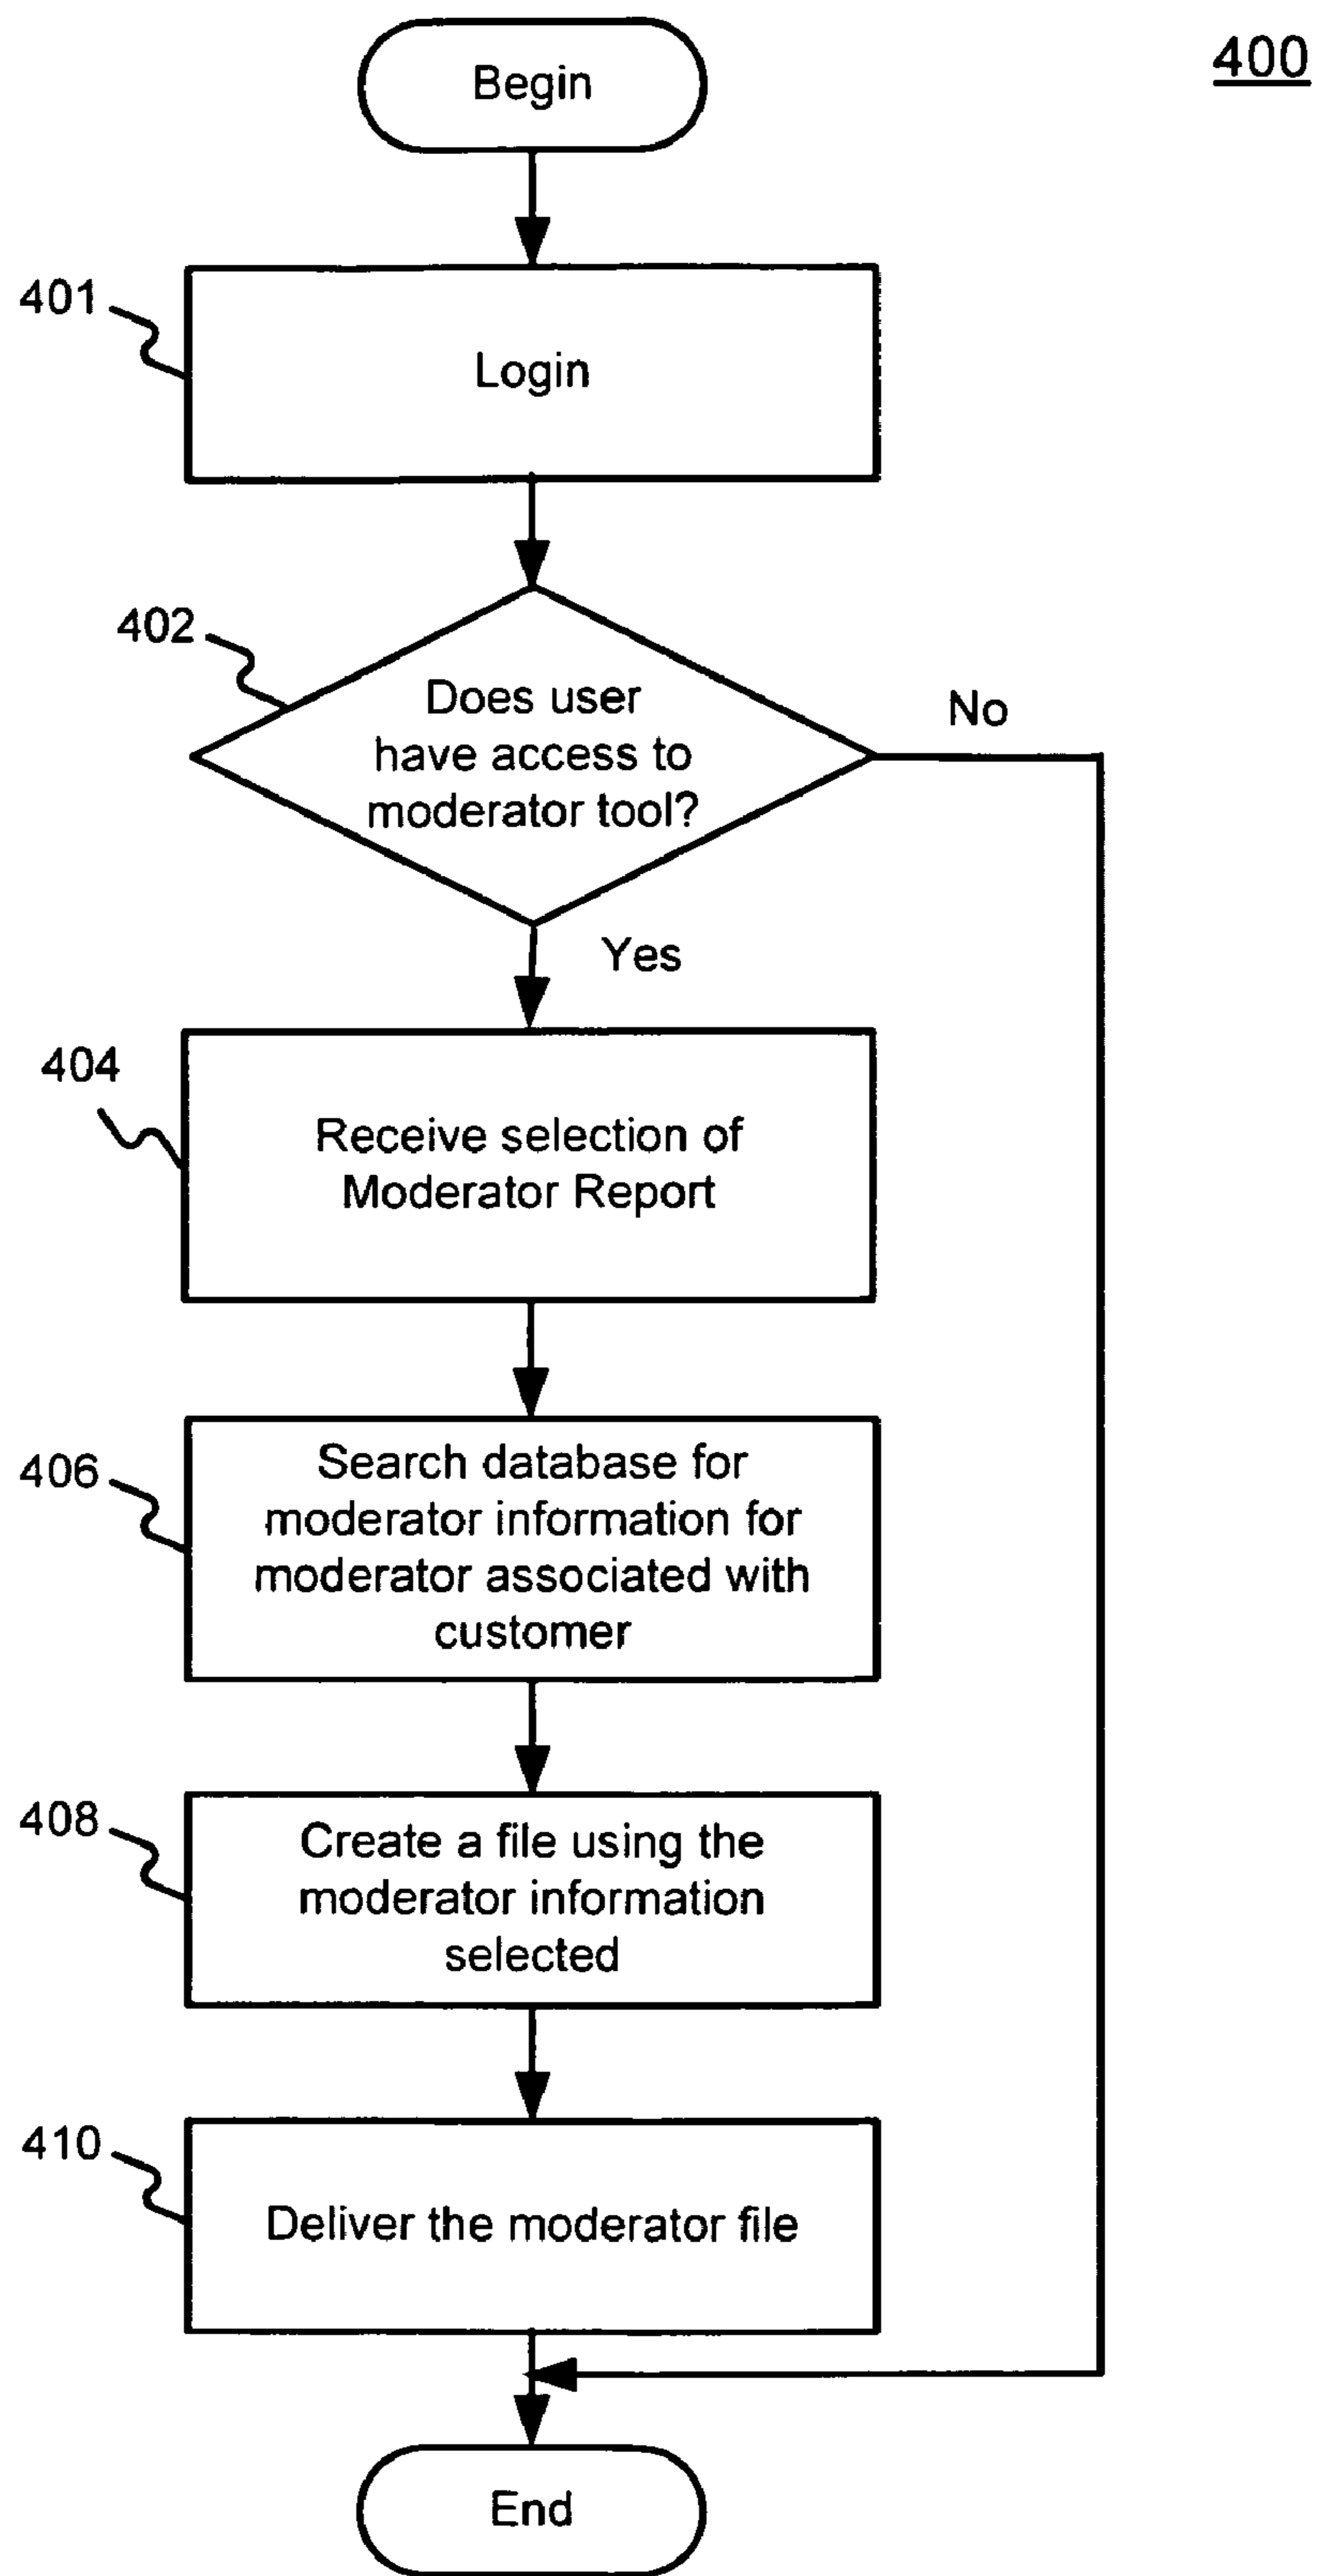 400
Begin
401
Login
402
Does user
have access to
moderator tool?
No
Yes
404
Receive selection of
Moderator Report
406
Search database for
moderator information for
moderator associated with
customer
408
Create a file using the
moderator information
selected
410
Deliver the moderator file
End